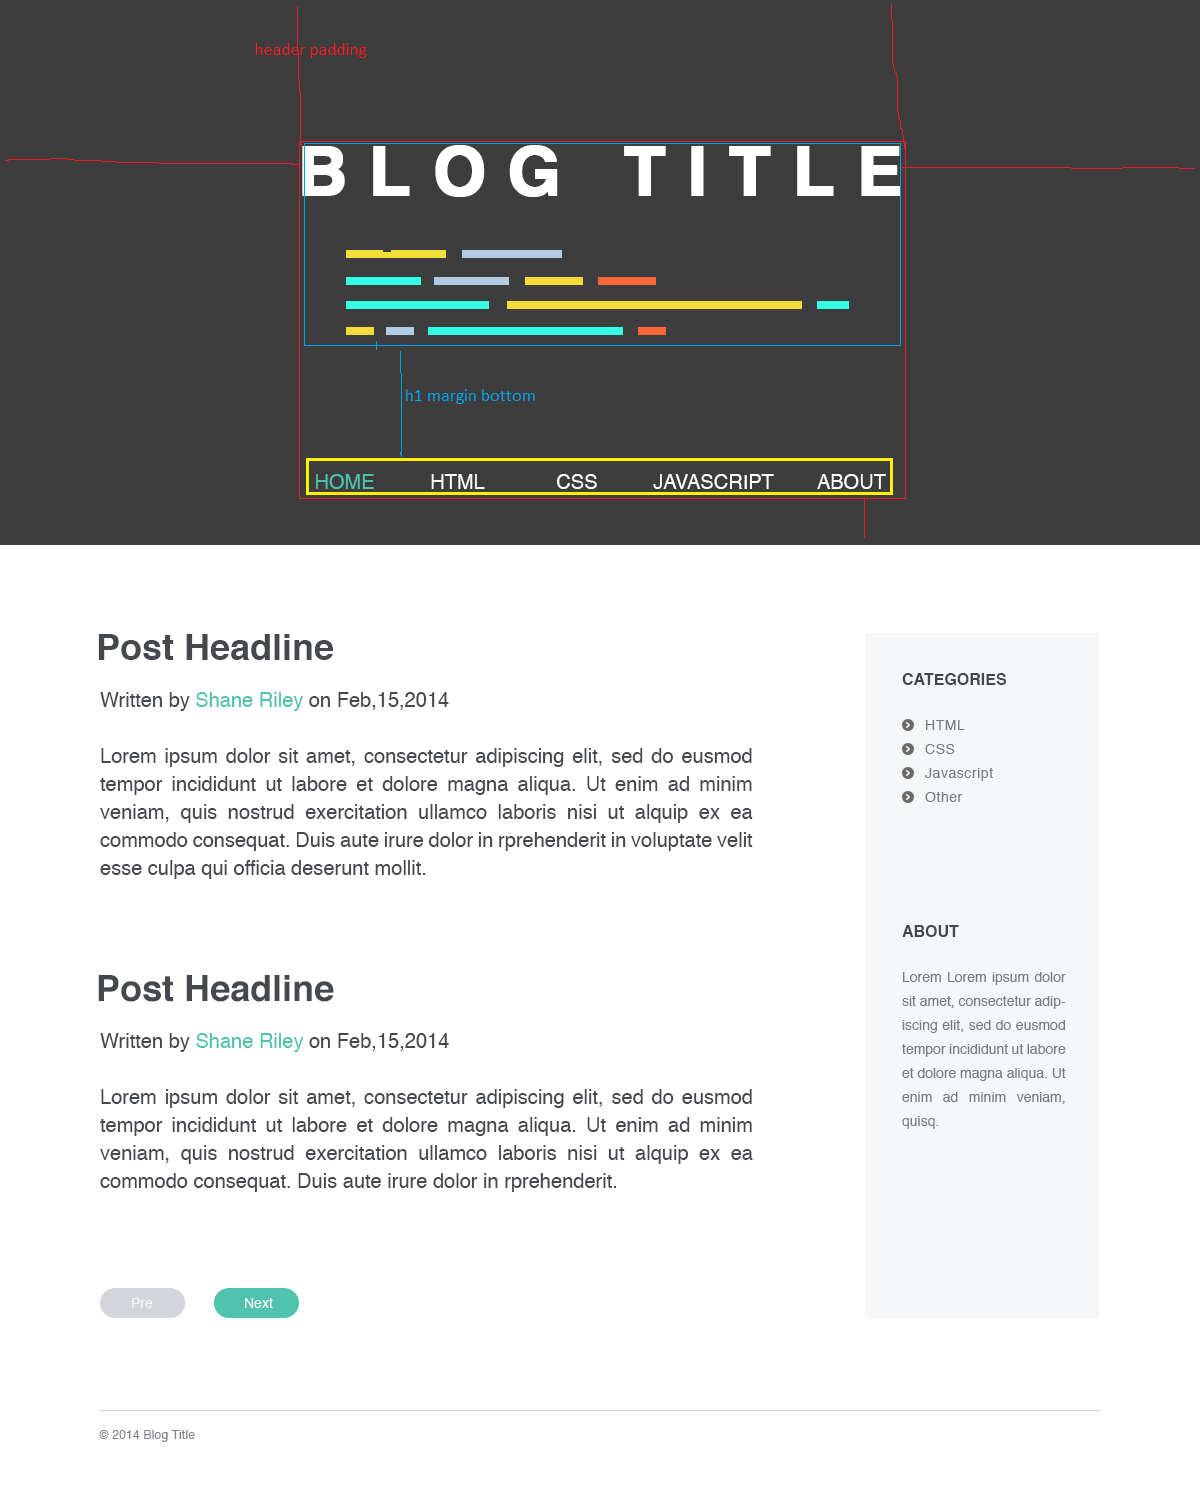 header padding
BLOG TITLE
h1 margin bottom
HOME HTML CSS JAVASCRIPT ABOUT
Post Headline
Written by Shane Riley on Feb,15,2014
Lorem ipsum dolor sit amet, consectetur adipiscing elit, sed do eusmod
tempor incididunt ut labore et dolore magna aliqua. Ut enim ad minim
veniam, quis nostrud exercitation ullamco laboris nisi ut alquip ex ea
commodo consequat. Duis aute irure dolor in rprehenderit in voluptate velit
esse culpa qui officia deserunt mollit.
Post Headline
Written by Shane Riley on Feb,15,2014
Lorem ipsum dolor sit amet, consectetur adipiscing elit, sed do eusmod
tempor incididunt ut labore et dolore magna aliqua. Ut enim ad minim
veniam, quis nostrud exercitation ullamco laboris nisi ut alquip ex ea
commodo consequat. Duis aute irure dolor in rprehenderit.
Pre
Next
CATEGORIES
HTML
CSS
Javascript
Other
ABOUT
Lorem Lorem ipsum dolor
sit amet, consectetur adip-
iscing elit, sed do eusmod
tempor incididunt ut labore
et dolore magna aliqua. Ut
enim ad minim veniam,
quisq.
© 2014 Blog Title